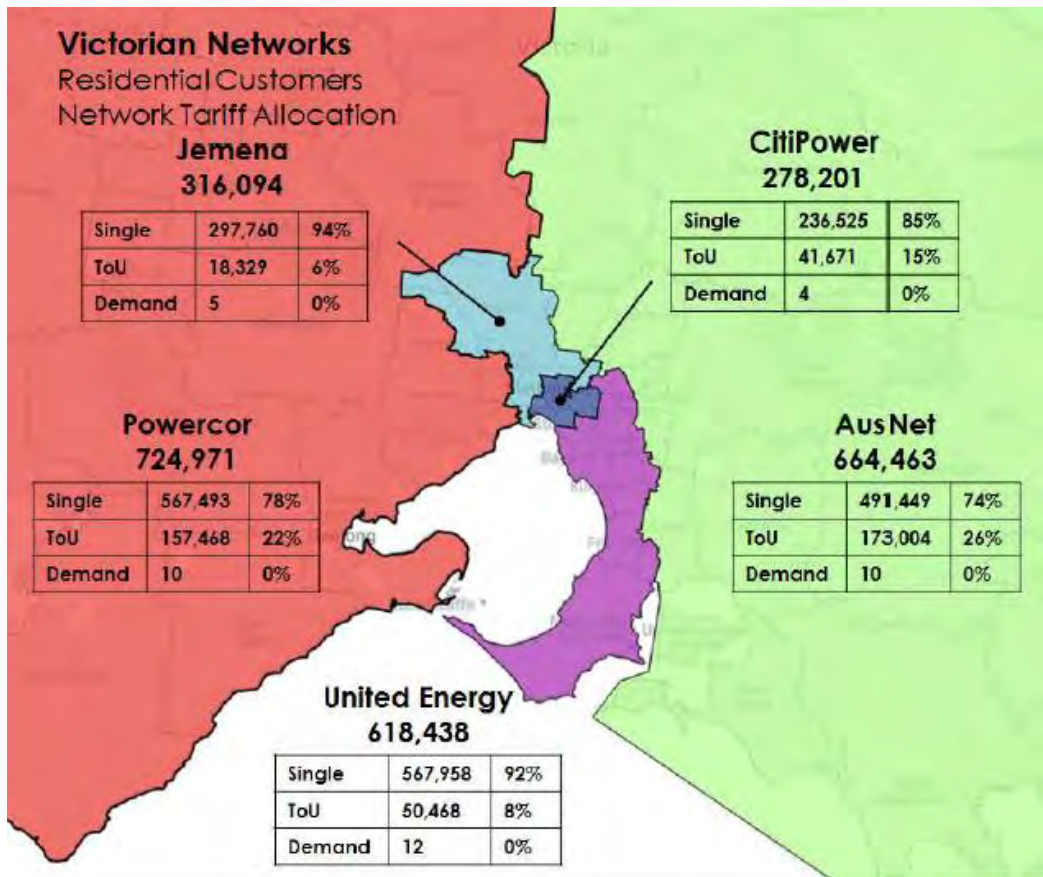 Victorian Networks
Residential Customers
Network Tariff Allocation
Victoria
Jemena
316,094
Single 297,760 94%
ToU 18,329 6%
Demand 5 0%
CitiPower
278,201
Single 236,525 85%
ToU 41,671 15%
Demand 4 0%
Powercor
724,971
Single 567,493 78%
ToU 157,468 22%
Demand 10 0%
AusNet
664,463
Single 491,449 74%
ToU 173,004 26%
Demand 10 0%
United Energy
618,438
Single 567,958 92%
ToU 50,468 8%
Demand 12 0%